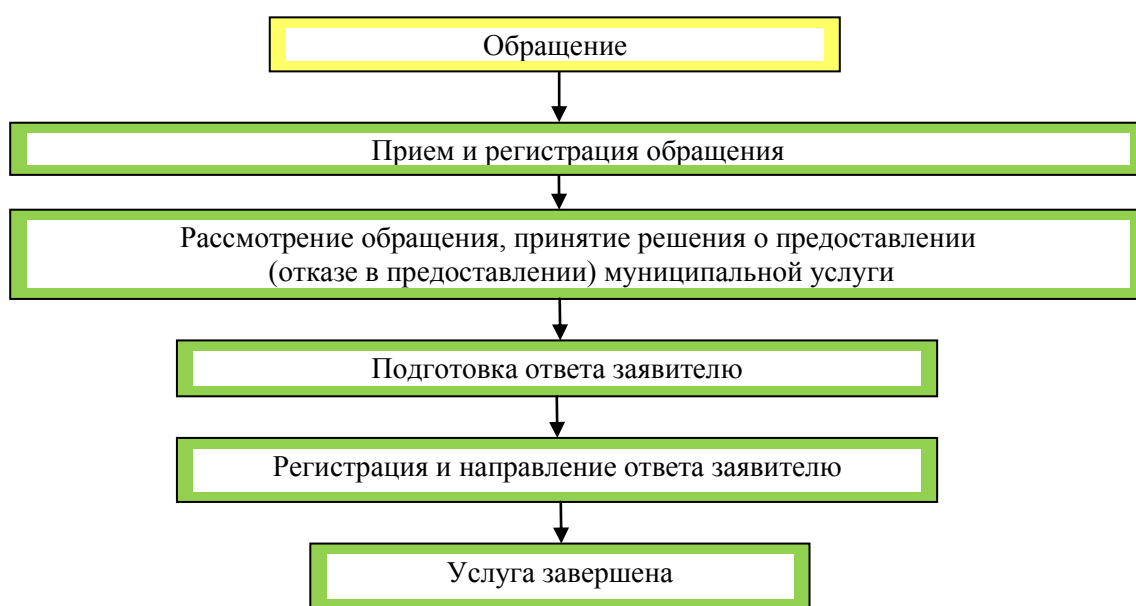 Обращение
Прием и регистрация обращения
Рассмотрение обращения, принятие решения о предоставлении
(отказе в предоставлении) муниципальной услуги
Подготовка ответа заявителю
Регистрация и направление ответа заявителю
Услуга завершена